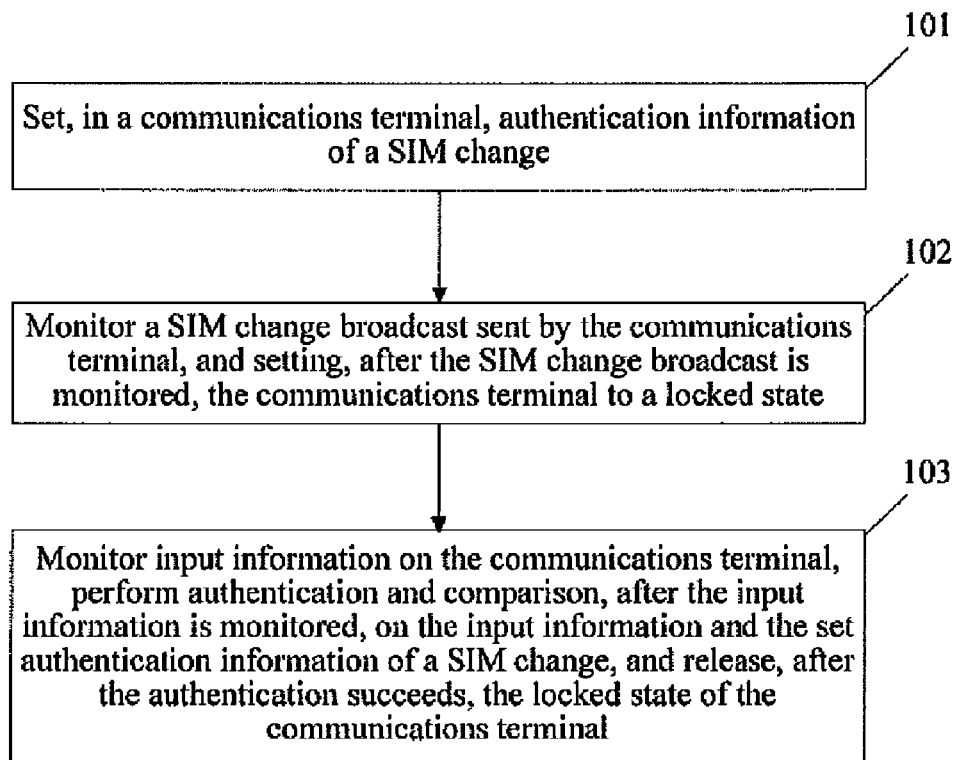 101
Set, in a communications terminal, authentication information
of a SIM change
102
Monitor a SIM change broadcast sent by the communications
terminal, and setting, after the SIM change broadcast is
monitored, the communications terminal to a locked state
103
Monitor input information on the communications terminal,
perform authentication and comparison, after the input
information is monitored, on the input information and the set
authentication information of a SIM change, and release, after
the authentication succeeds, the locked state of the
communications terminal